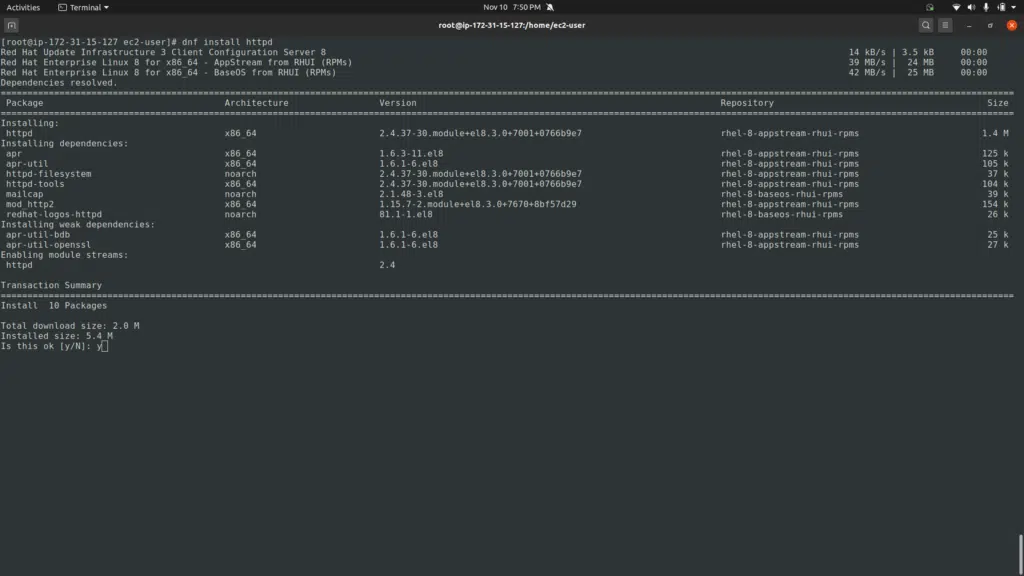 Activities Terminal Nov 10 7:50 PM
root@ip-172-31-15-127:/home/ec2-user
[root@ip-172-31-15-127 ec2-user]# dnf install httpd
Red Hat Update Infrastructure 3 Client Configuration Server 8 14 kB/s | 3.5 kB 00:00
Red Hat Enterprise Linux 8 for x86_64 - AppStream from RHUI (RPMs) 39 MB/s | 24 MB 00:00
Red Hat Enterprise Linux 8 for x86_64 - BaseOS from RHUI (RPMs) 42 MB/s | 25 MB 00:00
Dependencies resolved.
Package Architecture Version Repository Size
Installing:
httpd x86_64 2.4.37-30.module+el8.3.0+7001+0766b9e7 rhel-8-appstream-rhui-rpms 1.4 M
Installing dependencies:
apr x86_64 1.6.3-11.el8 rhel-8-appstream-rhui-rpms 125 k
apr-util x86_64 1.6.1-6.el8 rhel-8-appstream-rhui-rpms 105 k
httpd-filesystem noarch 2.4.37-30.module+el8.3.0+7001+0766b9e7 rhel-8-appstream-rhui-rpms 37 k
httpd-tools x86_64 2.4.37-30.module+el8.3.0+7001+0766b9e7 rhel-8-appstream-rhui-rpms 104 k
mailcap noarch 2.1.48-3.el8 rhel-8-baseos-rhui-rpms 39 k
mod_http2 x86_64 1.15.7-2.module+el8.3.0+7670+8bf57d29 rhel-8-appstream-rhui-rpms 154 k
redhat-logos-httpd noarch 81.1-1.el8 rhel-8-baseos-rhui-rpms 26 k
Installing weak dependencies:
apr-util-bdb x86_64 1.6.1-6.el8 rhel-8-appstream-rhui-rpms 25 k
apr-util-openssl x86_64 1.6.1-6.el8 rhel-8-appstream-rhui-rpms 27 k
Enabling module streams:
httpd 2.4
Transaction Summary
Install 10 Packages
Total download size: 2.0 M
Installed size: 5.4 M
Is this ok [y/N]: y